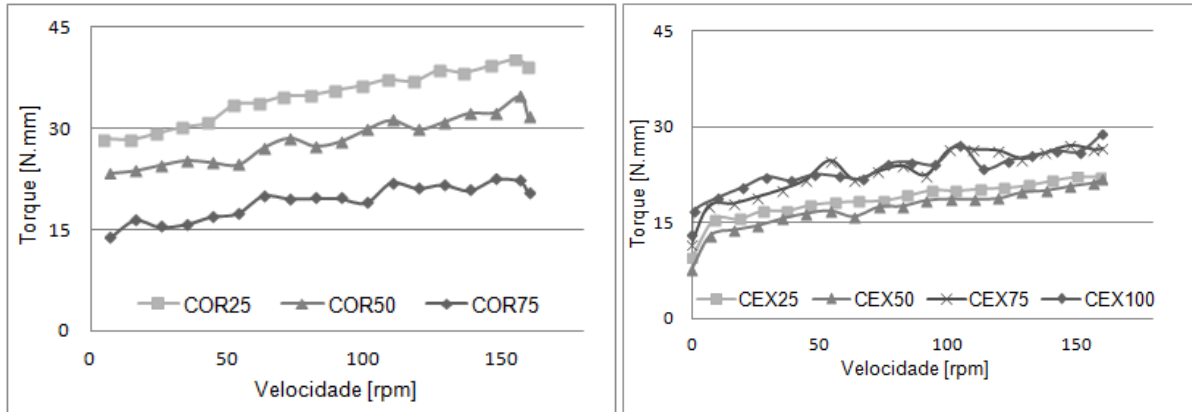 45
30
15
0
Torque [N.mm]
COR25 COR50 COR75
0 50 100 150
Velocidade [rpm]
45
30
15
0
Torque [N.mm]
CEX25 CEX50 CEX75 CEX100
0 50 100 150
Velocidade [rpm]